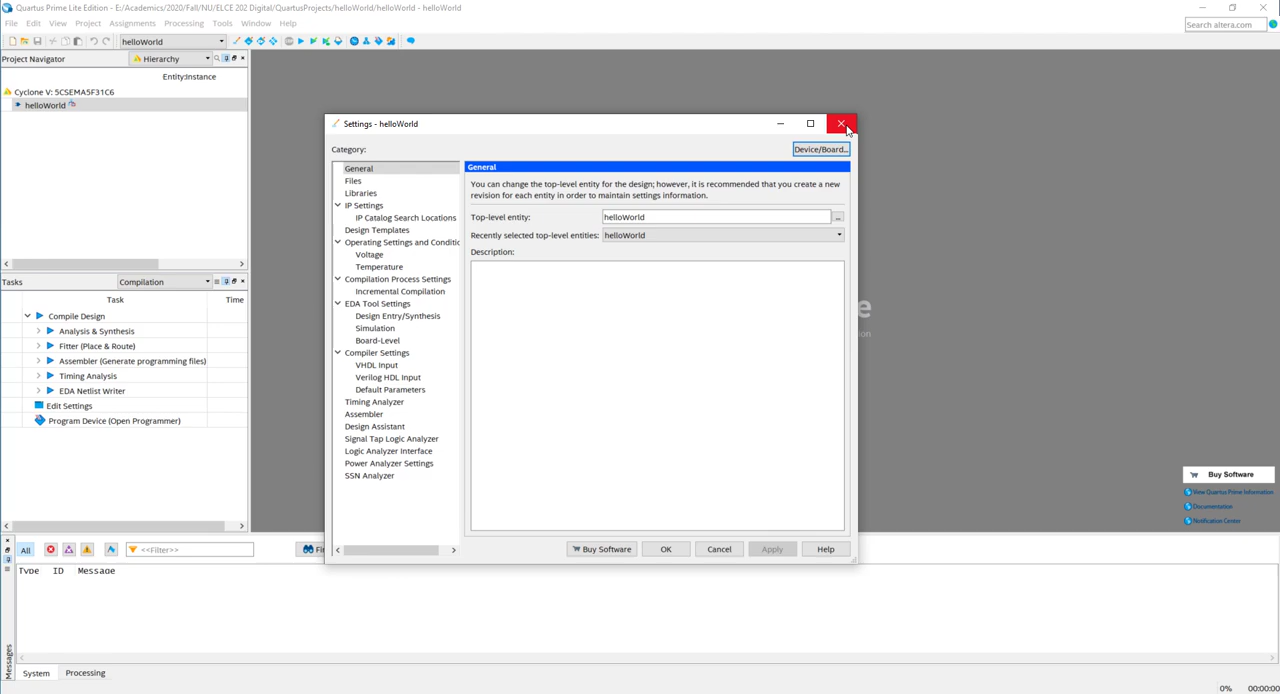 Quartus Prime Lite Edition - E:/Academics/2020/Fall/NU/ELCE 202 Digital/QuartusProjects/helloWorld/helloWorld - helloWorld
File Edit View Project Assignments Processing Tools Window Help
Search altera.com
helloWorld
Project Navigator
Hierarchy
Entity:Instance
Cyclone V: 5CSEMA5F31C6
helloWorld
Tasks
Compilation
Task Time
Compile Design
Analysis & Synthesis
Fitter (Place & Route)
Assembler (Generate programming files)
Timing Analysis
EDA Netlist Writer
Edit Settings
Program Device (Open Programmer)
Settings - helloWorld
Category:
Device/Board...
General
Files
Libraries
IP Settings
IP Catalog Search Locations
Design Templates
Operating Settings and Conditic
Voltage
Temperature
Compilation Process Settings
Incremental Compilation
EDA Tool Settings
Design Entry/Synthesis
Simulation
Board-Level
Compiler Settings
VHDL Input
Verilog HDL Input
Default Parameters
Timing Analyzer
Assembler
Design Assistant
Signal Tap Logic Analyzer
Logic Analyzer Interface
Power Analyzer Settings
SSN Analyzer
General
You can change the top-level entity for the design; however, it is recommended that you create a new
revision for each entity in order to maintain settings information.
Top-level entity: helloWorld ...
Recently selected top-level entities: helloWorld
Description:
Buy Software OK Cancel Apply Help
Buy Software
View Quartus Prime Information
Documentation
Notification Center
All
<<Filter>>
Type ID Message
Messages
System Processing
0% 00:00:00